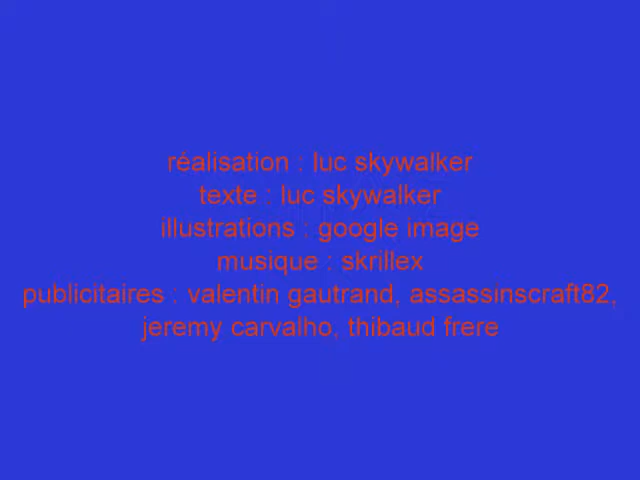 réalisation : luc skywalker
texte : luc skywalker
illustrations : google image
musique : skrillex
publicitaires : valentin gautrand, assassinscraft82,
jeremy carvalho, thibaud frere